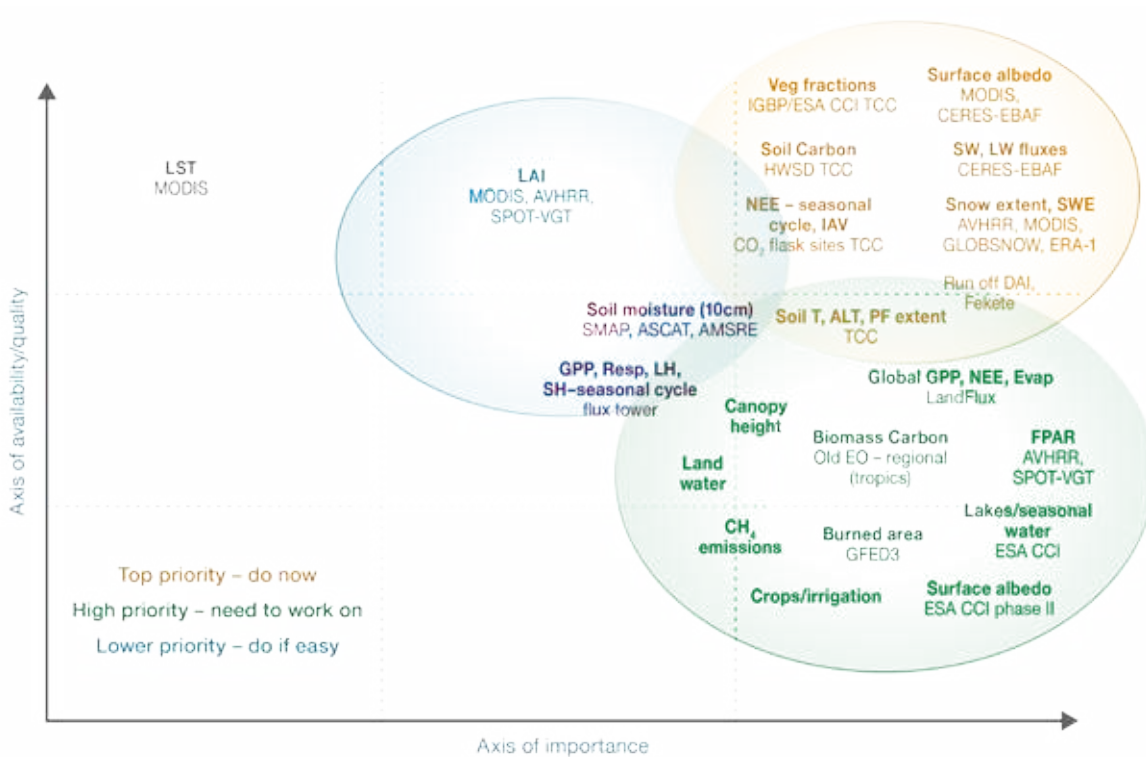 Veg fractions
IGBP/ESA CCI TCC
Surface albedo
MODIS,
CERES-EBAF
LST
MODIS
LAI
MODIS, AVHRR,
SPOT-VGT
Soil Carbon
HWSD TCC
SW, LW fluxes
CERES-EBAF
NEE – seasonal
cycle, IAV
CO₂ flask sites TCC
Snow extent, SWE
AVHRR, MODIS,
GLOBSNOW, ERA-1
Run off DAI,
Fekete
Soil moisture (10cm)
SMAP, ASCAT, AMSRE
Soil T, ALT, PF extent
TCC
GPP, Resp, LH,
SH–seasonal cycle
flux tower
Global GPP, NEE, Evap
LandFlux
Canopy
height
Biomass Carbon
Old EO – regional
(tropics)
FPAR
AVHRR,
SPOT-VGT
Land
water
CH₄
emissions
Burned area
GFED3
Lakes/seasonal
water
ESA CCI
Crops/irrigation
Surface albedo
ESA CCI phase II
Top priority – do now
High priority – need to work on
Lower priority – do if easy
Axis of availability/quality
Axis of importance